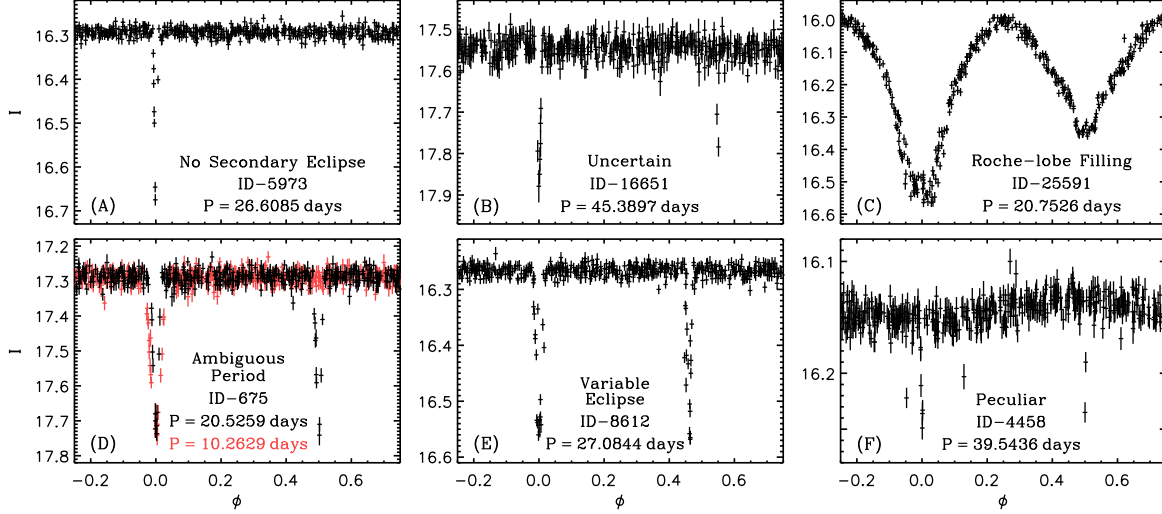 I
16.3
16.4
16.5
16.6
16.7
No Secondary Eclipse
ID-5973
(A)
P = 26.6085 days
17.5
17.6
17.7
17.8
17.9
Uncertain
ID-16651
(B)
P = 45.3897 days
16.0
16.1
16.2
16.3
16.4
16.5
16.6
Roche-lobe Filling
ID-25591
(C)
P = 20.7526 days
I
17.2
17.3
17.4
17.5
17.6
17.7
17.8
Ambiguous
Period
ID-675
P = 20.5259 days
(D)
P = 10.2629 days
-0.2 0.0 0.2 0.4 0.6
ϕ
16.3
16.4
16.5
16.6
Variable
Eclipse
ID-8612
(E)
P = 27.0844 days
-0.2 0.0 0.2 0.4 0.6
ϕ
16.1
16.2
Peculiar
ID-4458
(F)
P = 39.5436 days
-0.2 0.0 0.2 0.4 0.6
ϕ